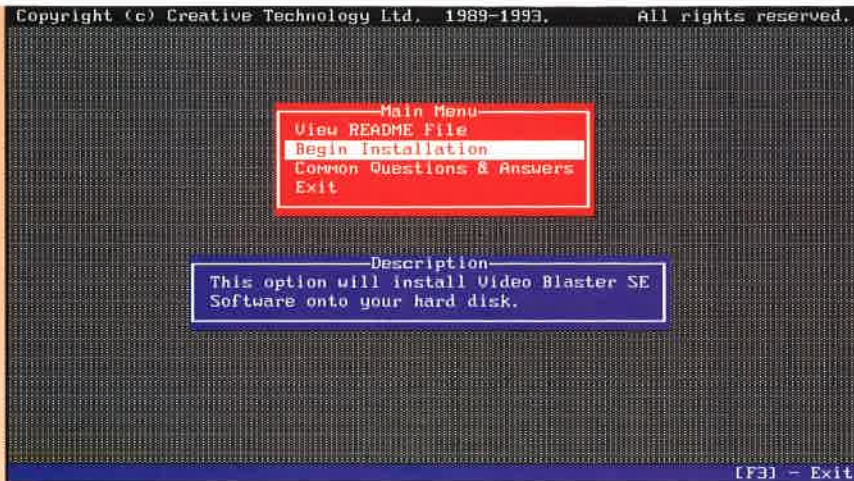 Copyright (c) Creative Technology Ltd, 1989-1993, All rights reserved.
Main Menu
View README File
Begin Installation
Common Questions & Answers
Exit
Description
This option will install Video Blaster SE
Software onto your hard disk.
[F3] - Exit